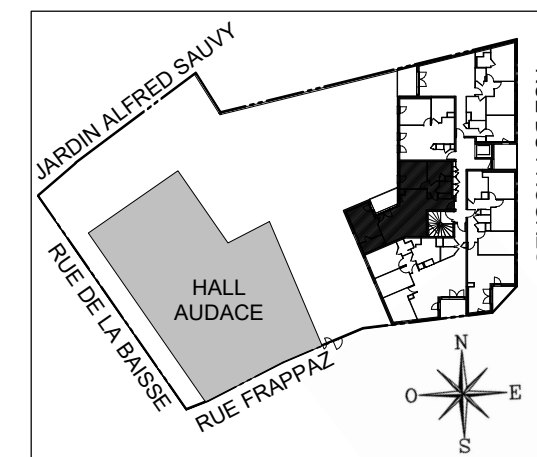 JARDIN ALFRED SAUVY
RUE DE LA BAISSE
HALL
AUDACE
RUE FRAPPAZ
N
O
E
S